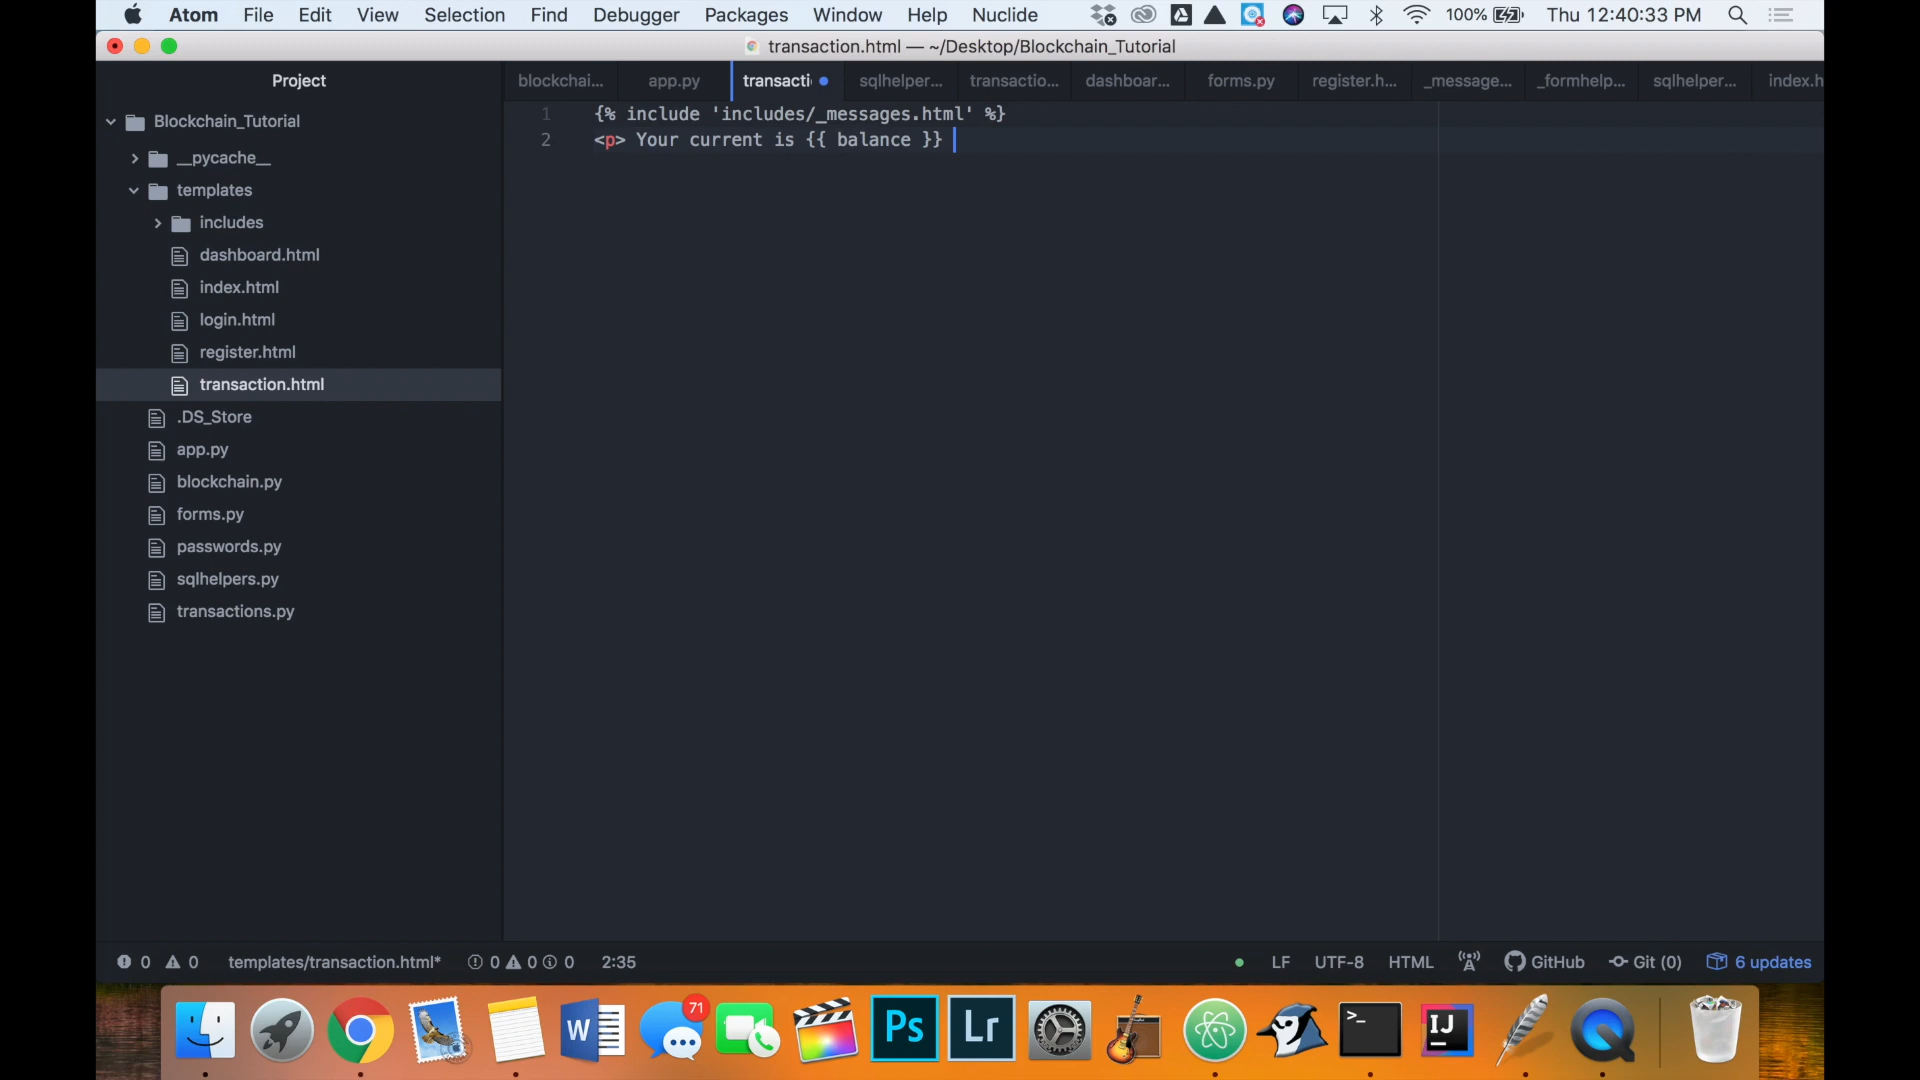 Atom File Edit View Selection Find Debugger Packages Window Help Nuclide 100% Thu 12:40:33 PM
transaction.html — ~/Desktop/Blockchain_Tutorial
Project
blockchai... app.py transacti sqlhelper... transactio... dashboar... forms.py register.h... _message... _formhelp... sqlhelper... index.h
1 {% include 'includes/_messages.html' %}
2 <p> Your current is {{ balance }}
Blockchain_Tutorial
__pycache__
templates
includes
dashboard.html
index.html
login.html
register.html
transaction.html
.DS_Store
app.py
blockchain.py
forms.py
passwords.py
sqlhelpers.py
transactions.py
0 0 templates/transaction.html* 0 0 0 2:35 LF UTF-8 HTML GitHub Git (0) 6 updates
71
W Ps Lr >_ IJ